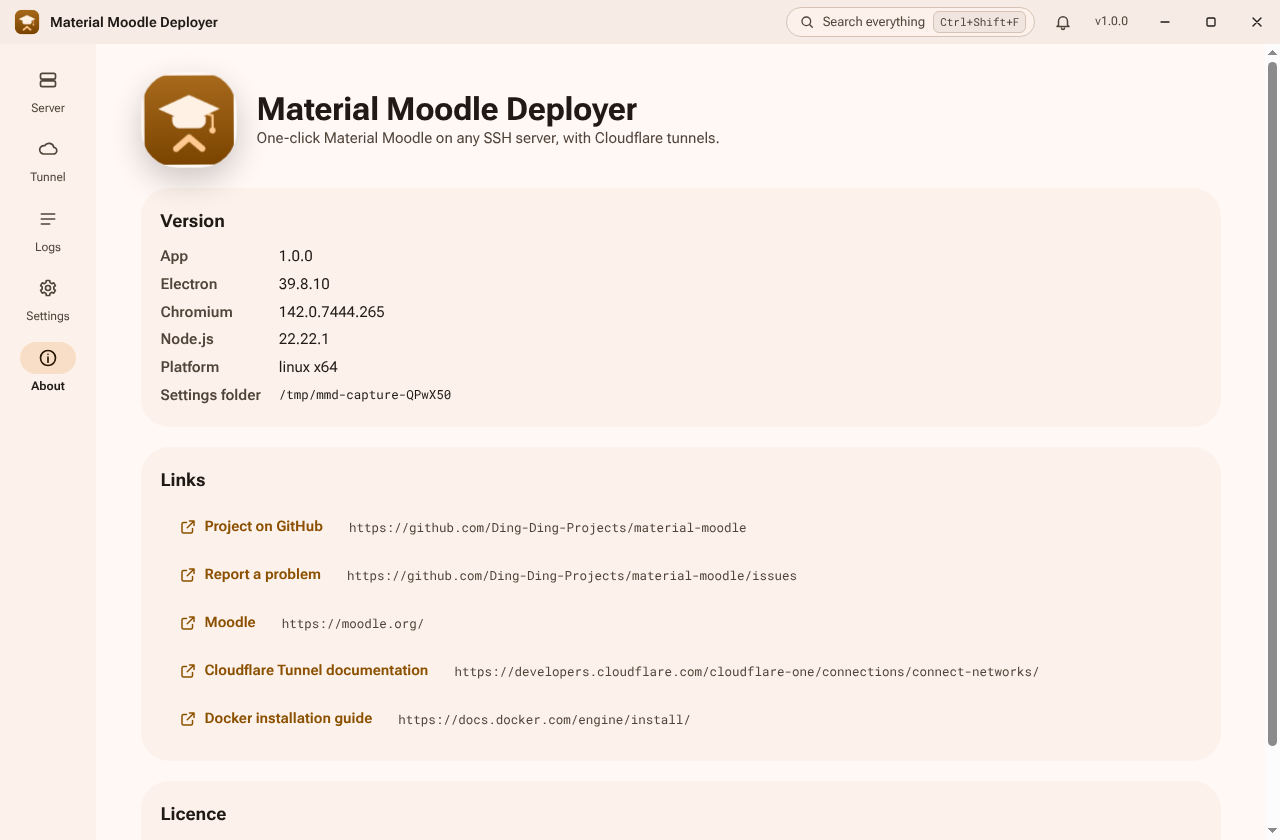 Material Moodle Deployer
Search everything Ctrl+Shift+F
v1.0.0
Server
Tunnel
Logs
Settings
About
Material Moodle Deployer
One-click Material Moodle on any SSH server, with Cloudflare tunnels.
Version
App 1.0.0
Electron 39.8.10
Chromium 142.0.7444.265
Node.js 22.22.1
Platform linux x64
Settings folder /tmp/mmd-capture-QPwX50
Links
Project on GitHub https://github.com/Ding-Ding-Projects/material-moodle
Report a problem https://github.com/Ding-Ding-Projects/material-moodle/issues
Moodle https://moodle.org/
Cloudflare Tunnel documentation https://developers.cloudflare.com/cloudflare-one/connections/connect-networks/
Docker installation guide https://docs.docker.com/engine/install/
Licence